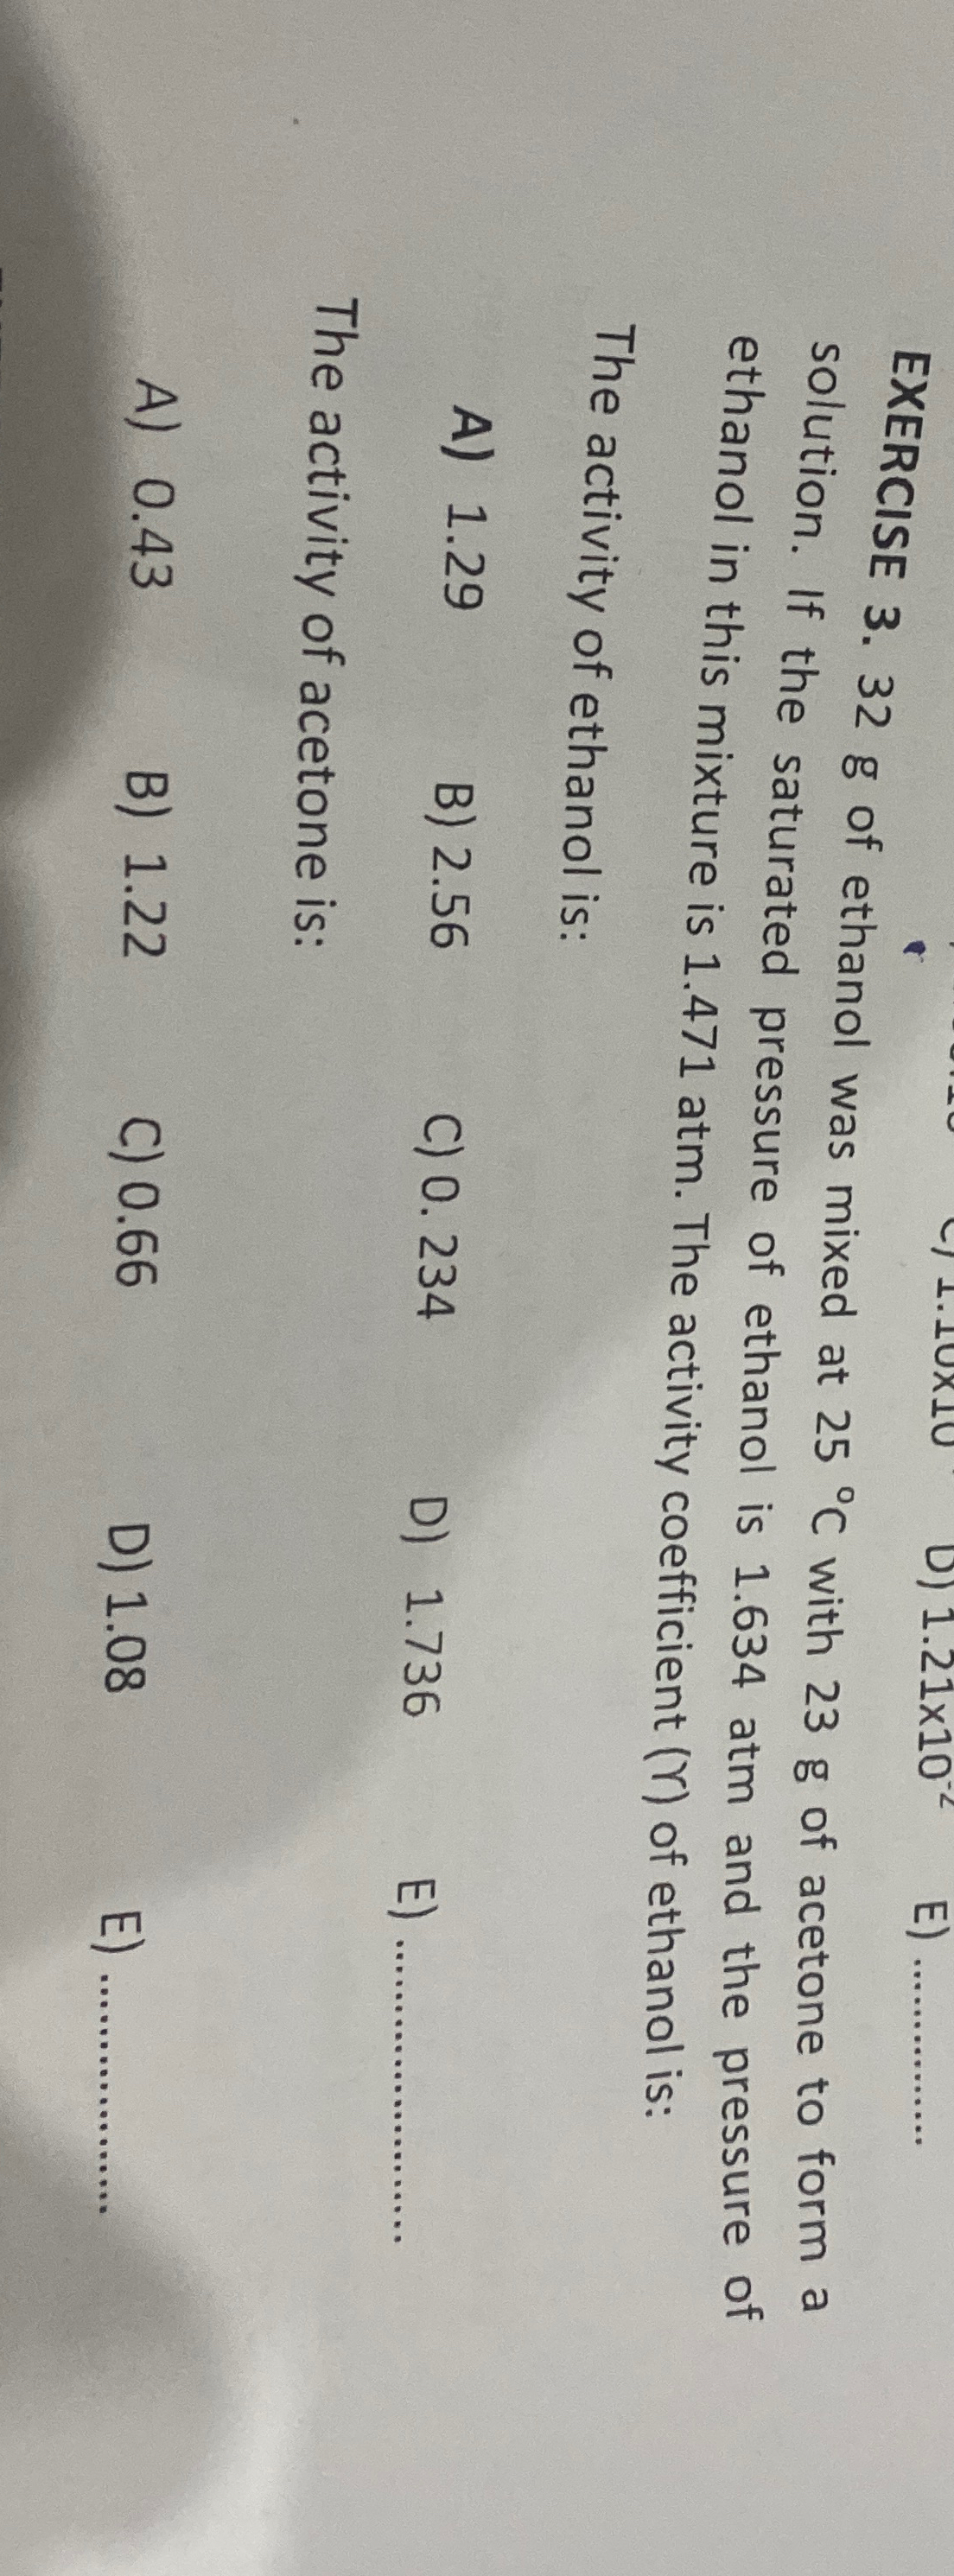 C) 1.10x10 D) 1.21x10⁻² E) ..............
EXERCISE 3. 32 g of ethanol was mixed at 25 °C with 23 g of acetone to form a
solution. If the saturated pressure of ethanol is 1.634 atm and the pressure of
ethanol in this mixture is 1.471 atm. The activity coefficient (ϒ) of ethanol is:
The activity of ethanol is:
A) 1.29 B) 2.56 C) 0. 234 D) 1.736 E) .........................
The activity of acetone is:
A) 0.43 B) 1.22 C) 0.66 D) 1.08 E) ....................